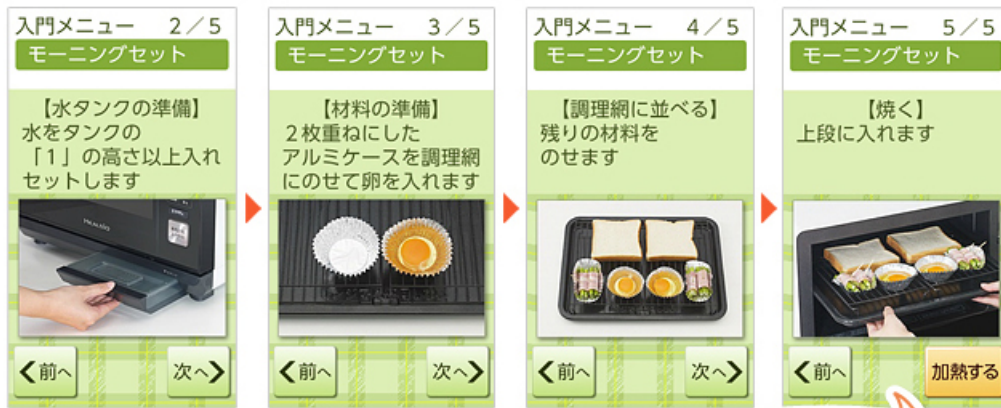 入門メニュー 2/5
モーニングセット
【水タンクの準備】
水をタンクの
「1」の高さ以上入れ
セットします
HEALSIO
❮前へ
次へ❯
入門メニュー 3/5
モーニングセット
【材料の準備】
2枚重ねにした
アルミケースを調理網
にのせて卵を入れます
❮前へ
次へ❯
入門メニュー 4/5
モーニングセット
【調理網に並べる】
残りの材料を
のせます
❮前へ
次へ❯
入門メニュー 5/5
モーニングセット
【焼く】
上段に入れます
❮前へ
加熱する